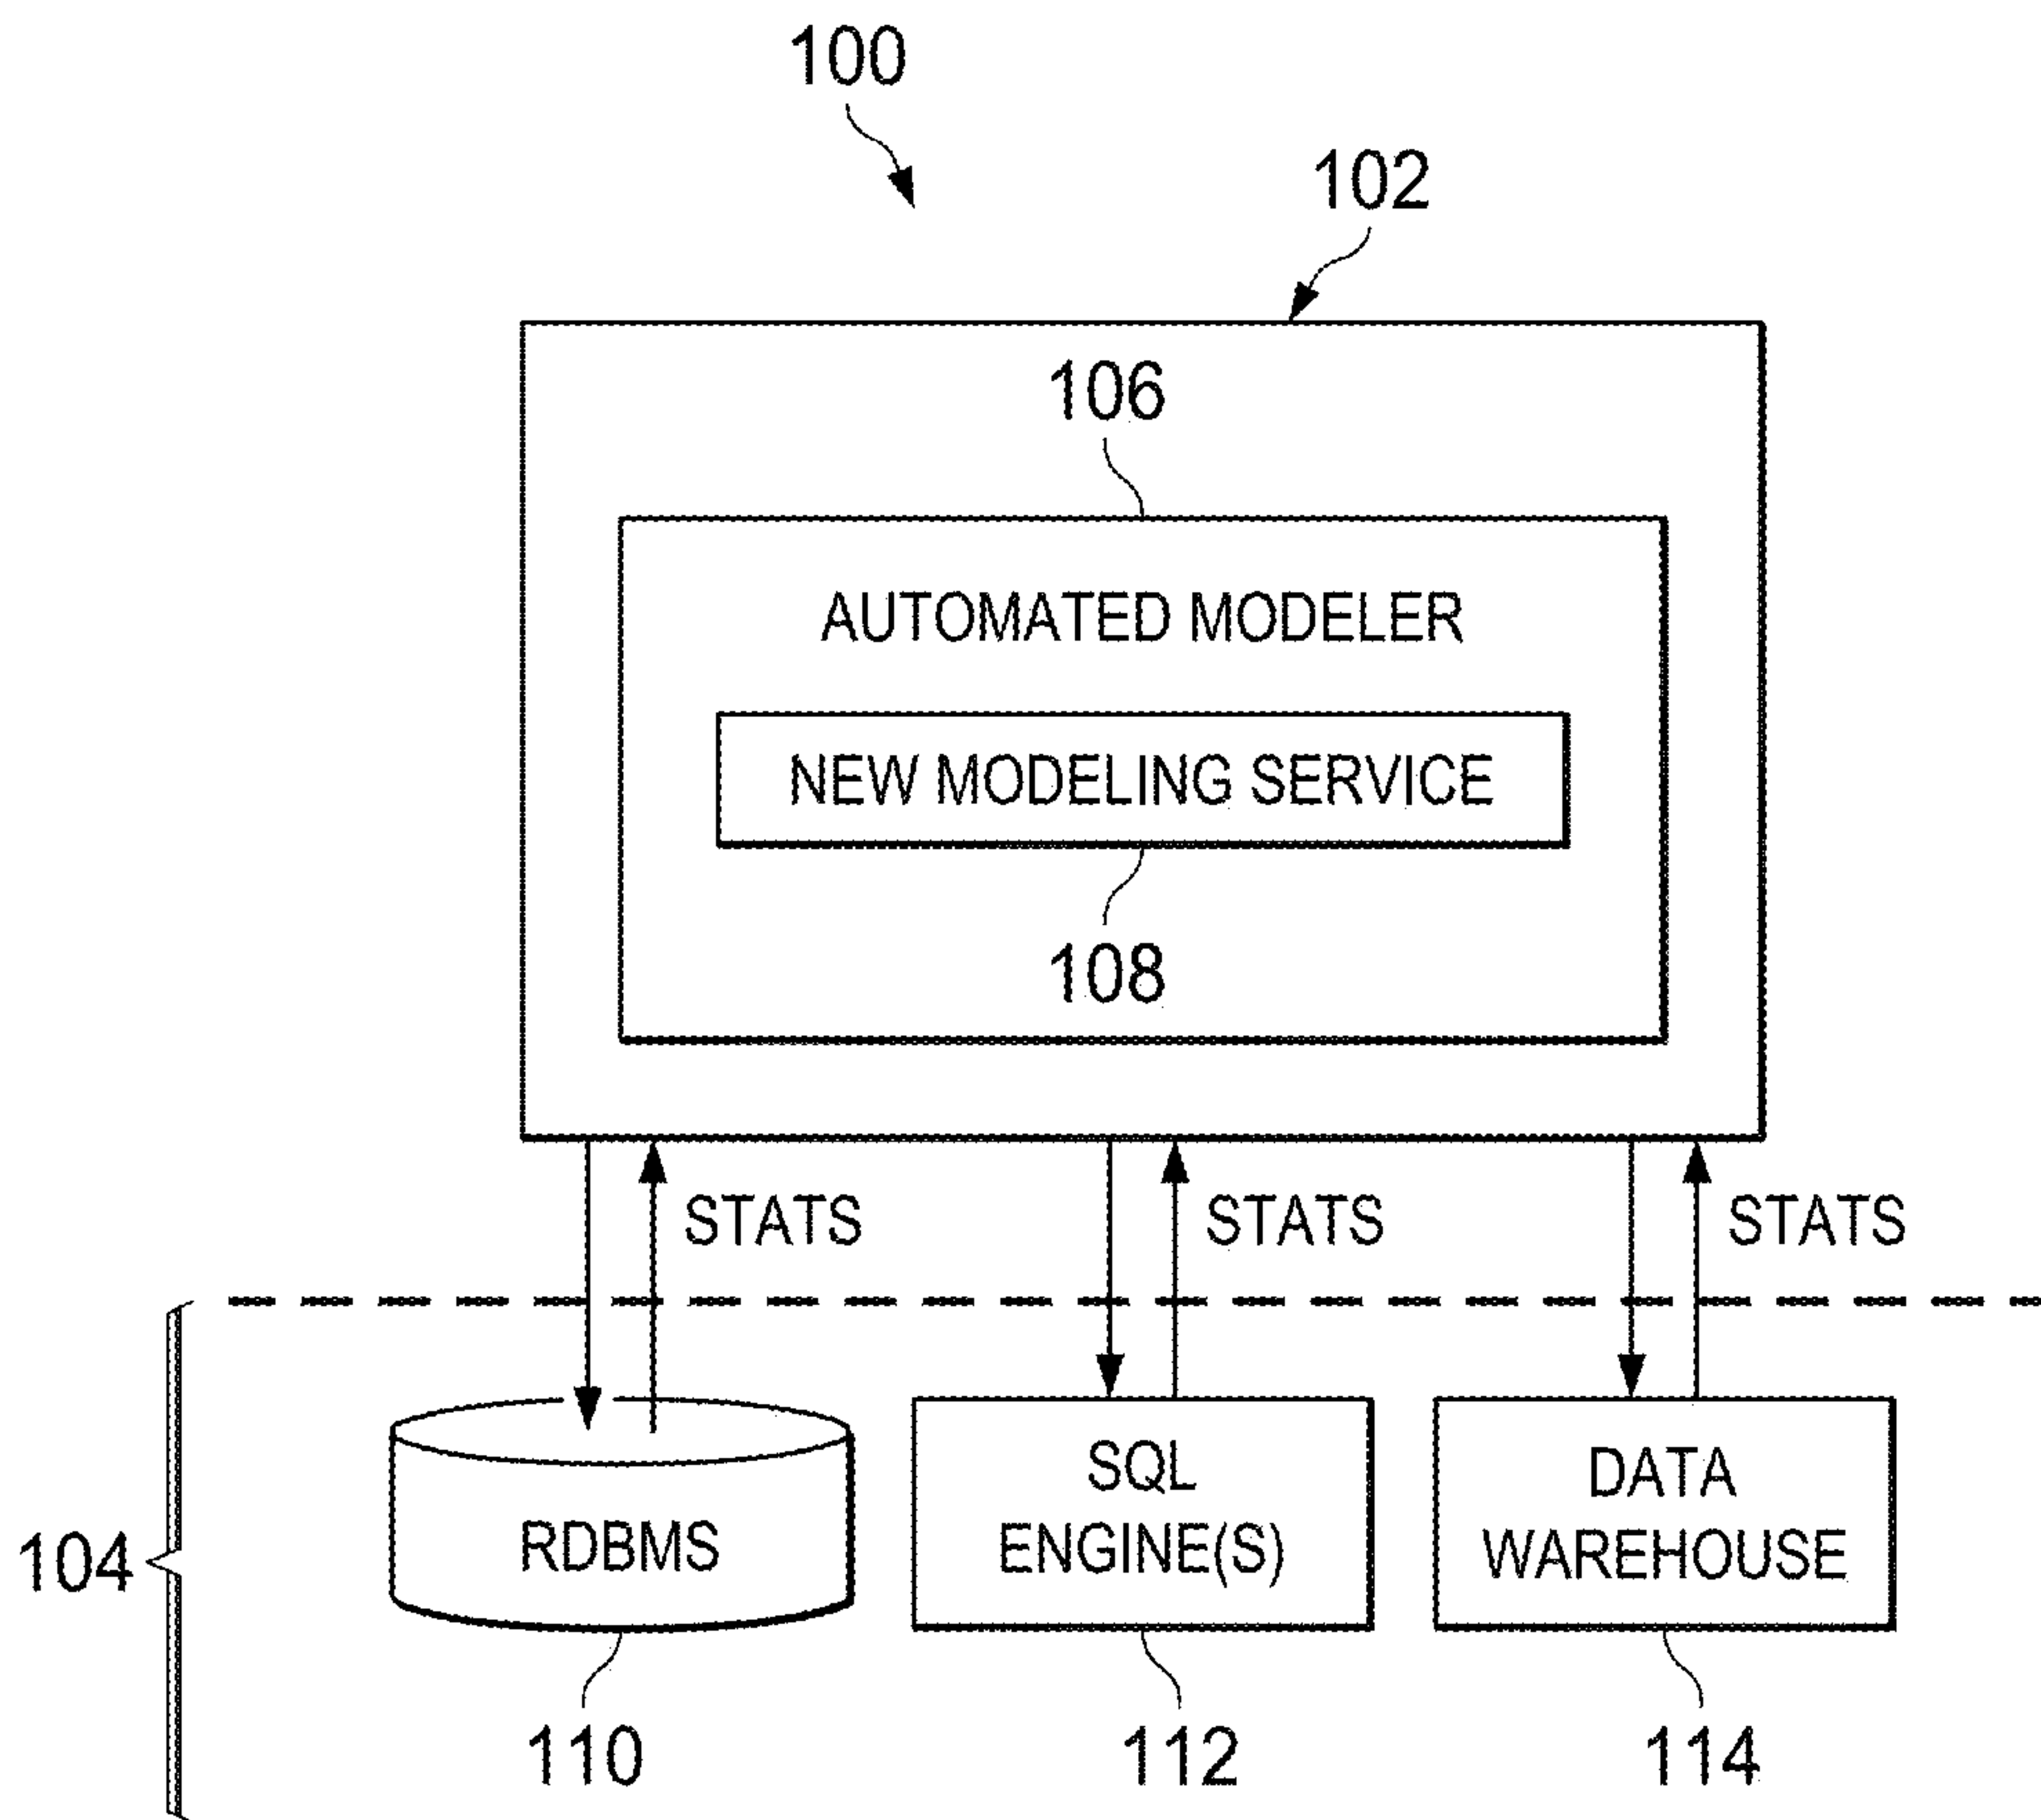 100
102
106
AUTOMATED MODELER
NEW MODELING SERVICE
108
STATS
STATS
STATS
104
RDBMS
SQL
ENGINE(S)
DATA
WAREHOUSE
110
112
114